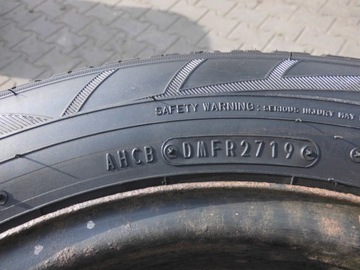 SAFETY WARNING: SERIOUS INJURY MAY
AHCB DMFR2719